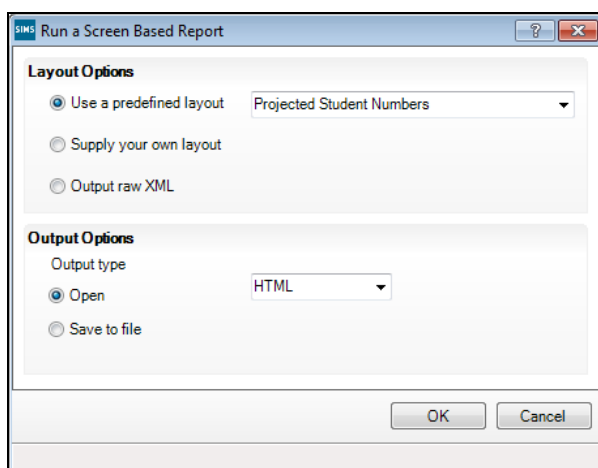 SIMS Run a Screen Based Report ?
Layout Options
Use a predefined layout Projected Student Numbers
Supply your own layout
Output raw XML
Output Options
Output type
HTML
Open
Save to file
OK Cancel